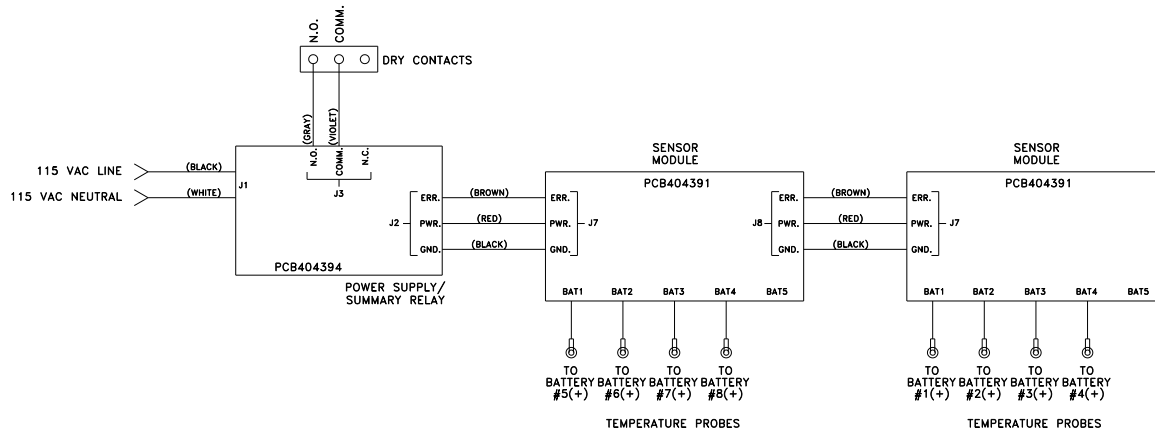 N.O.
COMM.
DRY CONTACTS
(GRAY)
(VIOLET)
115 VAC LINE
(BLACK)
115 VAC NEUTRAL
(WHITE)
J1
N.O.
COMM.
N.C.
J3
J2
ERR.
PWR.
GND.
PCB404394
POWER SUPPLY/
SUMMARY RELAY
(BROWN)
(RED)
(BLACK)
SENSOR
MODULE
PCB404391
ERR.
PWR.
GND.
J7
J8
ERR.
PWR.
GND.
BAT1
BAT2
BAT3
BAT4
BAT5
TO
BATTERY
#5(+)
TO
BATTERY
#6(+)
TO
BATTERY
#7(+)
TO
BATTERY
#8(+)
TEMPERATURE PROBES
(BROWN)
(RED)
(BLACK)
SENSOR
MODULE
PCB404391
ERR.
PWR.
GND.
J7
BAT1
BAT2
BAT3
BAT4
BAT5
TO
BATTERY
#1(+)
TO
BATTERY
#2(+)
TO
BATTERY
#3(+)
TO
BATTERY
#4(+)
TEMPERATURE PROBES